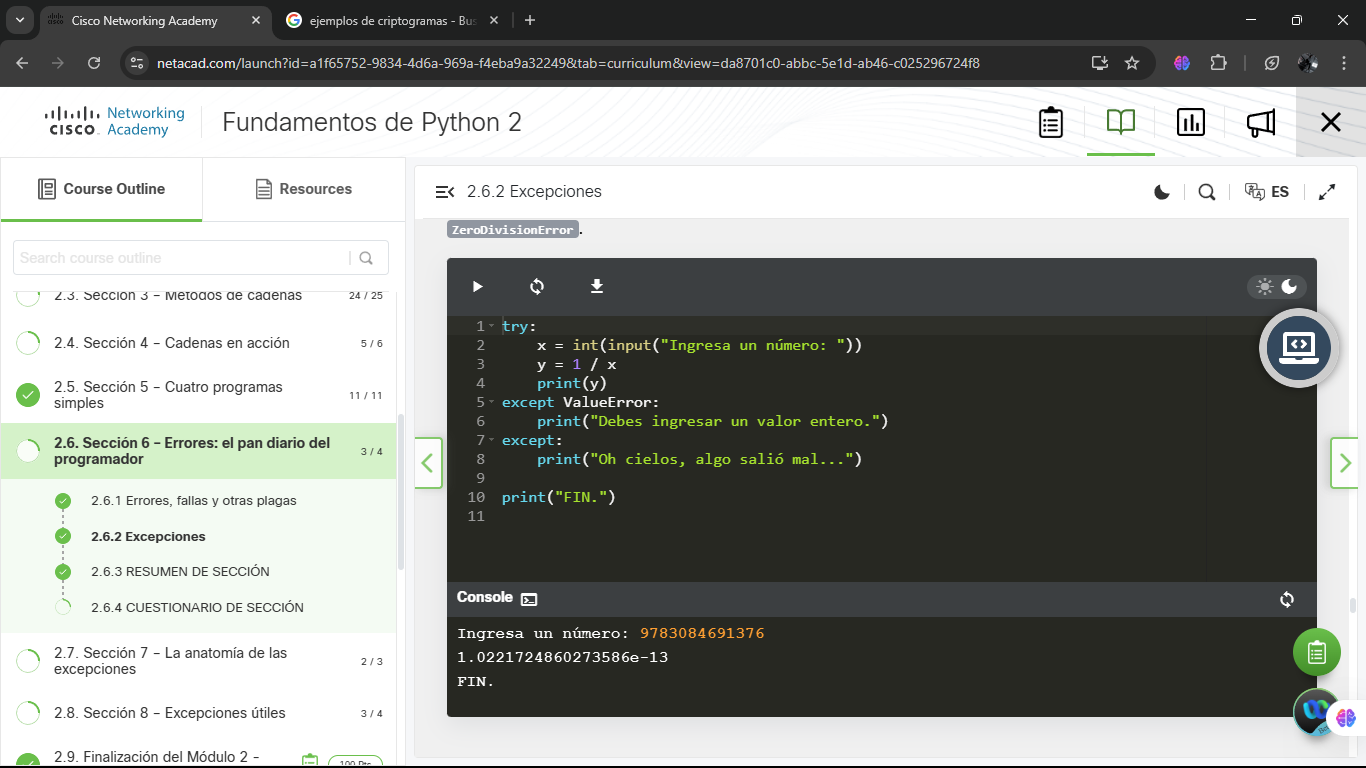 Cisco Networking Academy
ejemplos de criptogramas - Bus
netacad.com/launch?id=a1f65752-9834-4d6a-969a-f4eba9a32249&tab=curriculum&view=da8701c0-abbc-5e1d-ab46-c025296724f8
CISCO
Networking
Academy
Fundamentos de Python 2
Course Outline
Resources
Search course outline
2.3. Sección 3 - Métodos de cadenas
24 / 25
2.4. Sección 4 - Cadenas en acción
5 / 6
2.5. Sección 5 - Cuatro programas
simples
11 / 11
2.6. Sección 6 - Errores: el pan diario del
programador
3 / 4
2.6.1 Errores, fallas y otras plagas
2.6.2 Excepciones
2.6.3 RESUMEN DE SECCIÓN
2.6.4 CUESTIONARIO DE SECCIÓN
2.7. Sección 7 - La anatomía de las
excepciones
2 / 3
2.8. Sección 8 - Excepciones útiles
3 / 4
2.9. Finalización del Módulo 2 -
100 Pts
2.6.2 Excepciones
ES
ZeroDivisionError.
1 try:
2     x = int(input("Ingresa un número: "))
3     y = 1 / x
4     print(y)
5 except ValueError:
6     print("Debes ingresar un valor entero.")
7 except:
8     print("Oh cielos, algo salió mal...")
9
10 print("FIN.")
11
Console
Ingresa un número: 9783084691376
1.0221724860273586e-13
FIN.